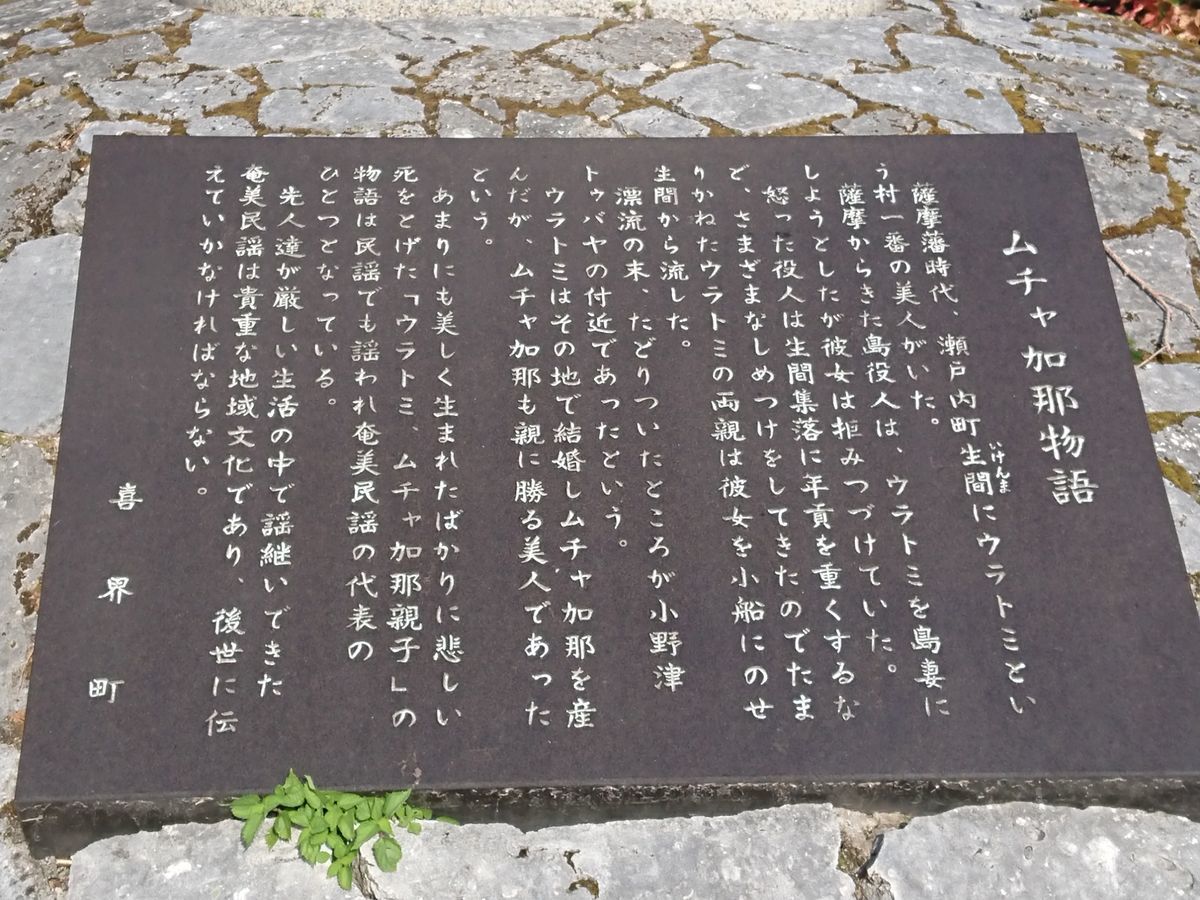 ムチャ加那物語
薩摩藩時代、瀬戸内町生間にウラトミとい
いけんま
う村一番の美人がいた。
薩摩からきた島役人は、ウラトミを島妻に
しようとしたが彼女は拒みつづけていた。
怒った役人は生間集落に年貢を重くするな
ど、さまざまなしめつけをしてきたのでたま
りかねたウラトミの両親は彼女を小船にのせ
生間から流した。
漂流の末、たどりついたところが小野津
トゥバヤの付近であったという。
ウラトミはその地で結婚しムチャ加那を産
んだが、ムチャ加那も親に勝る美人であった
という。
あまりにも美しく生まれたばかりに悲しい
死をとげた「ウラトミ、ムチャ加那親子」の
物語は民謡でも謡われ奄美民謡の代表の
ひとつとなっている。
先人達が厳しい生活の中で謡継いできた
奄美民謡は貴重な地域文化であり、後世に伝
えていかなければならない。
喜界町